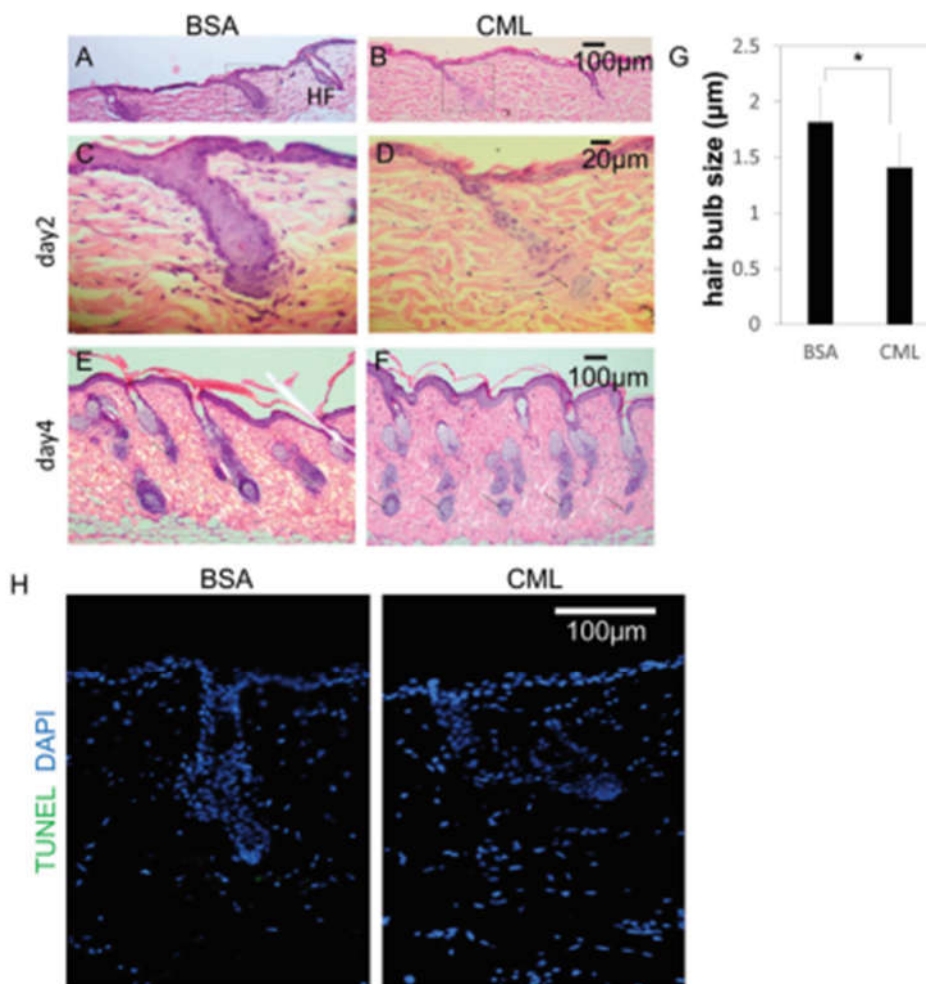 BSA
CML
A
B
100µm
HF
G
hair bulb size (µm)
2.5
2
1.5
1
0.5
0
*
BSA
CML
day2
C
D
20µm
day4
E
F
100µm
H
BSA
CML
100µm
TUNEL DAPI